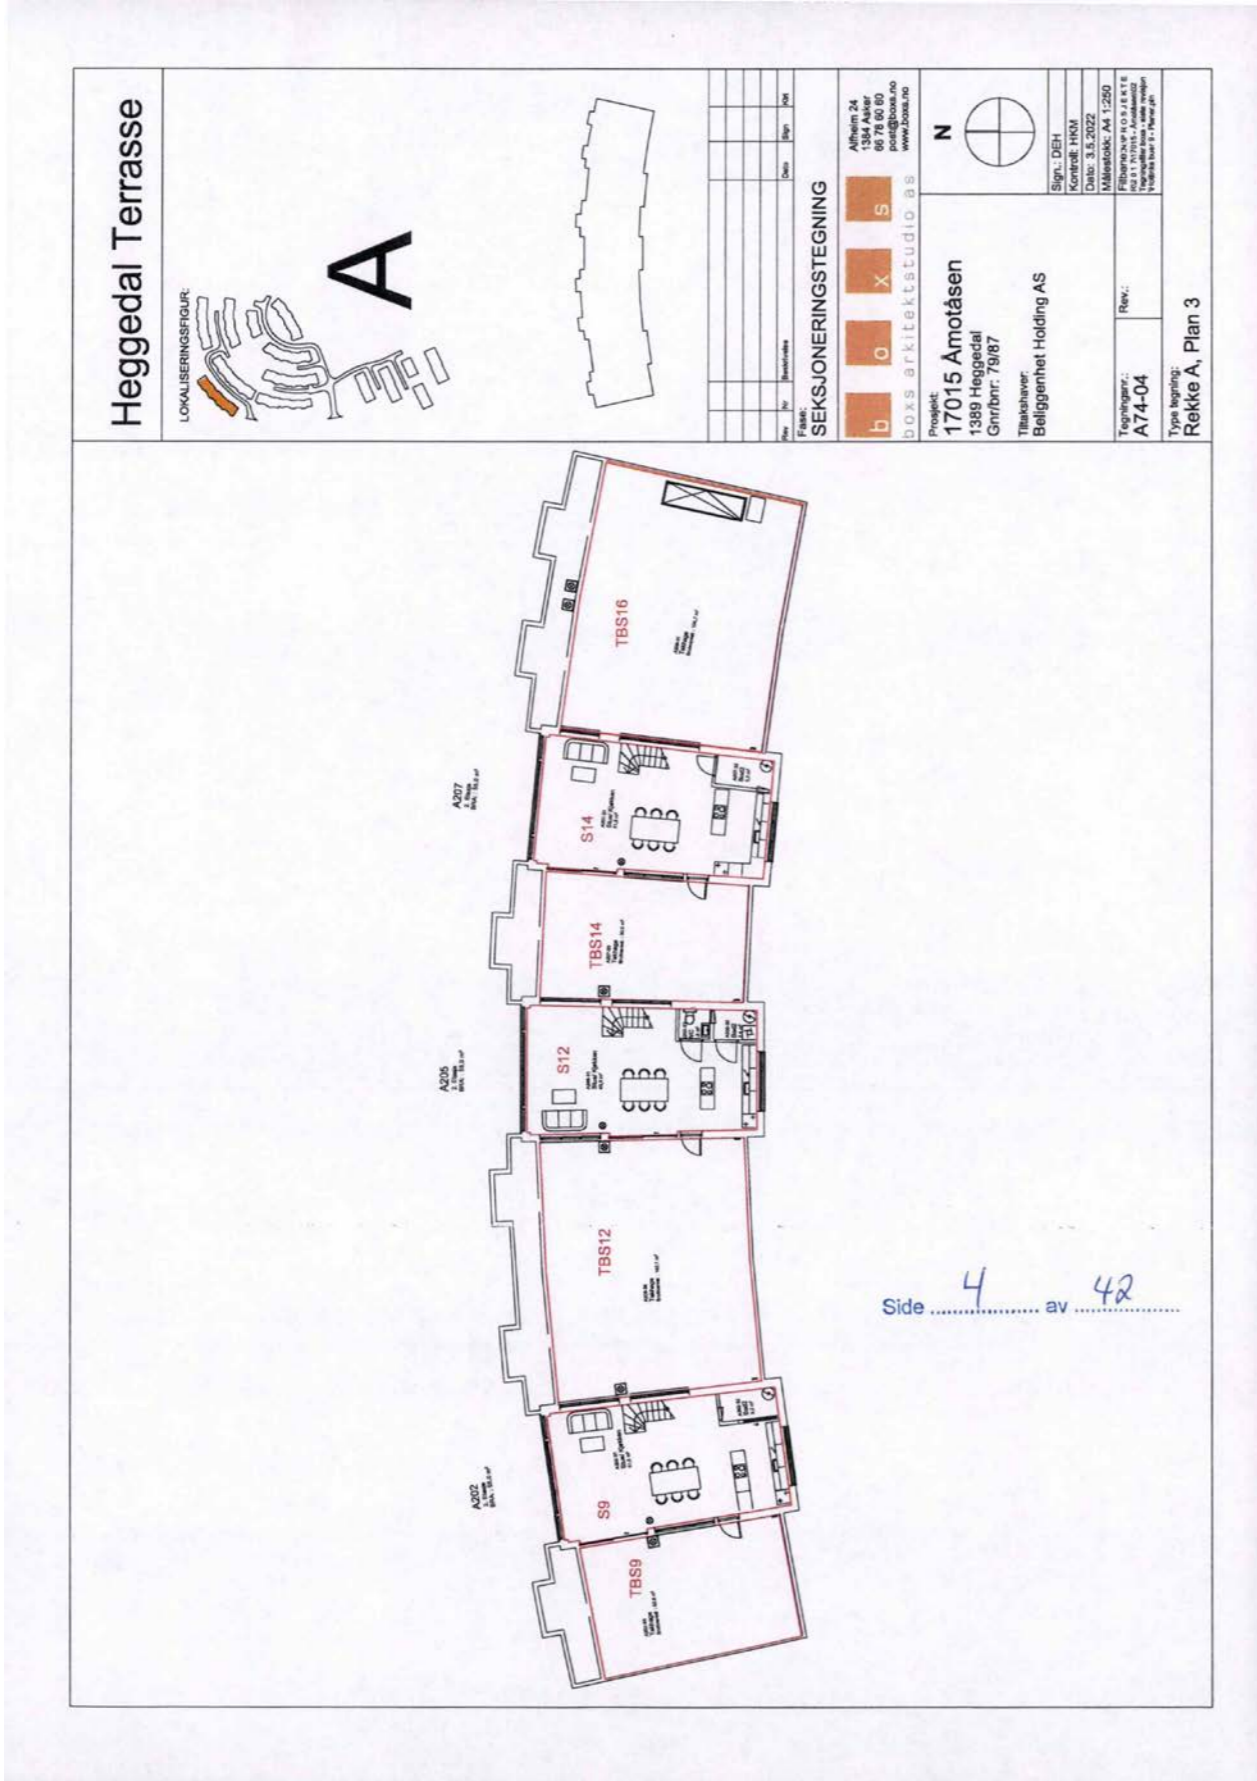 Heggedal Terrasse
LOKALISERINGSFIGUR:
A
Rev Nr Beskrivelse Dato Sign Ktrl
Fase:
SEKSJONERINGSTEGNING
b o x s
boxs arkitektstudio as
Alfheim 24
1384 Asker
66 78 60 60
post@boxs.no
www.boxs.no
Prosjekt:
17015 Åmotåsen
1389 Heggedal
Gnr/bnr: 79/87
Tiltakshaver:
Beliggenhet Holding AS
N
Sign.: DEH
Kontroll: HKM
Dato: 3.5.2022
Målestokk: A4 1:250
Tegningsnr.:
A74-04
Rev.:
Type tegning:
Rekke A, Plan 3
A202
A205
A207
TBS9
S9
TBS12
S12
TBS14
S14
TBS16
Side 4 av 42